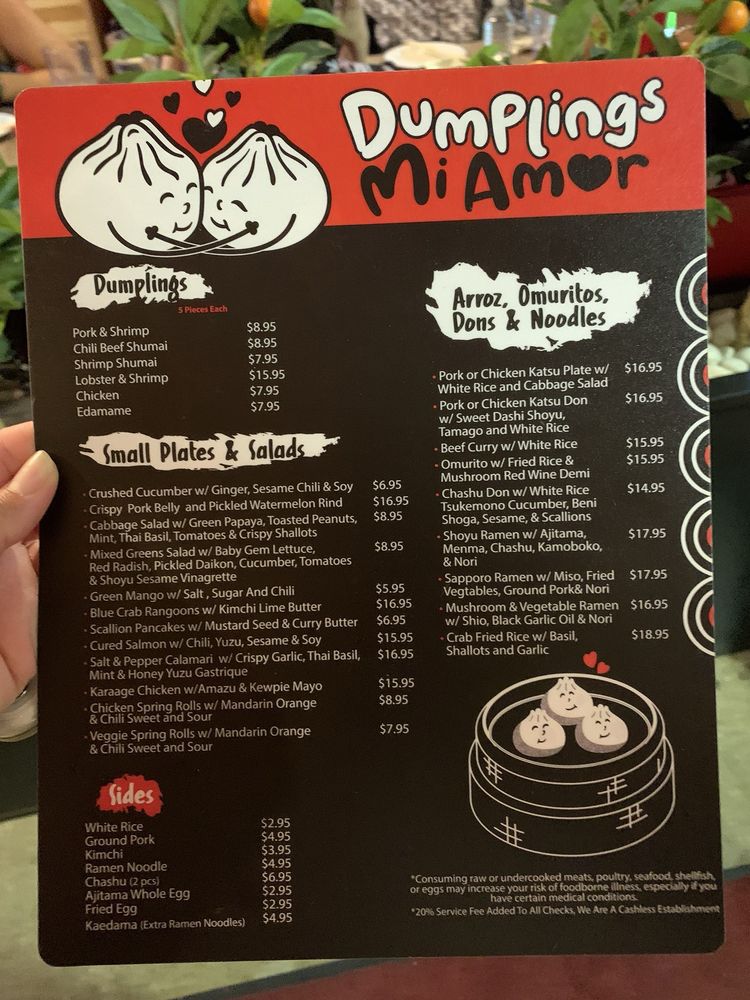 Dumplings
Mi Amor
Dumplings
5 Pieces Each
Pork & Shrimp $8.95
Chili Beef Shumai $8.95
Shrimp Shumai $7.95
Lobster & Shrimp $15.95
Chicken $7.95
Edamame $7.95
Small Plates & Salads
· Crushed Cucumber w/ Ginger, Sesame Chili & Soy $6.95
· Crispy Pork Belly and Pickled Watermelon Rind $16.95
· Cabbage Salad w/ Green Papaya, Toasted Peanuts, $8.95
Mint, Thai Basil, Tomatoes & Crispy Shallots
· Mixed Greens Salad w/ Baby Gem Lettuce, $8.95
Red Radish, Pickled Daikon, Cucumber, Tomatoes
& Shoyu Sesame Vinagrette
· Green Mango w/ Salt , Sugar And Chili $5.95
· Blue Crab Rangoons w/ Kimchi Lime Butter $16.95
· Scallion Pancakes w/ Mustard Seed & Curry Butter $6.95
· Cured Salmon w/ Chili, Yuzu, Sesame & Soy $15.95
· Salt & Pepper Calamari w/ Crispy Garlic, Thai Basil, $16.95
Mint & Honey Yuzu Gastrique
· Karaage Chicken w/Amazu & Kewpie Mayo $15.95
· Chicken Spring Rolls w/ Mandarin Orange $8.95
& Chili Sweet and Sour
· Veggie Spring Rolls w/ Mandarin Orange $7.95
& Chili Sweet and Sour
Sides
White Rice $2.95
Ground Pork $4.95
Kimchi $3.95
Ramen Noodle $4.95
Chashu (2 pcs) $6.95
Ajitama Whole Egg $2.95
Fried Egg $2.95
Kaedama (Extra Ramen Noodles) $4.95
Arroz, Omuritos,
Dons & Noodles
· Pork or Chicken Katsu Plate w/ $16.95
White Rice and Cabbage Salad
· Pork or Chicken Katsu Don $16.95
w/ Sweet Dashi Shoyu,
Tamago and White Rice
· Beef Curry w/ White Rice $15.95
· Omurito w/ Fried Rice & $15.95
Mushroom Red Wine Demi
· Chashu Don w/ White Rice $14.95
Tsukemono Cucumber, Beni
Shoga, Sesame, & Scallions
· Shoyu Ramen w/ Ajitama, $17.95
Menma, Chashu, Kamoboko,
& Nori
· Sapporo Ramen w/ Miso, Fried $17.95
Vegtables, Ground Pork& Nori
· Mushroom & Vegetable Ramen $16.95
w/ Shio, Black Garlic Oil & Nori
· Crab Fried Rice w/ Basil, $18.95
Shallots and Garlic
*Consuming raw or undercooked meats, poultry, seafood, shellfish,
or eggs may increase your risk of foodborne illness, especially if you
have certain medical conditions.
*20% Service Fee Added To All Checks, We Are A Cashless Establishment